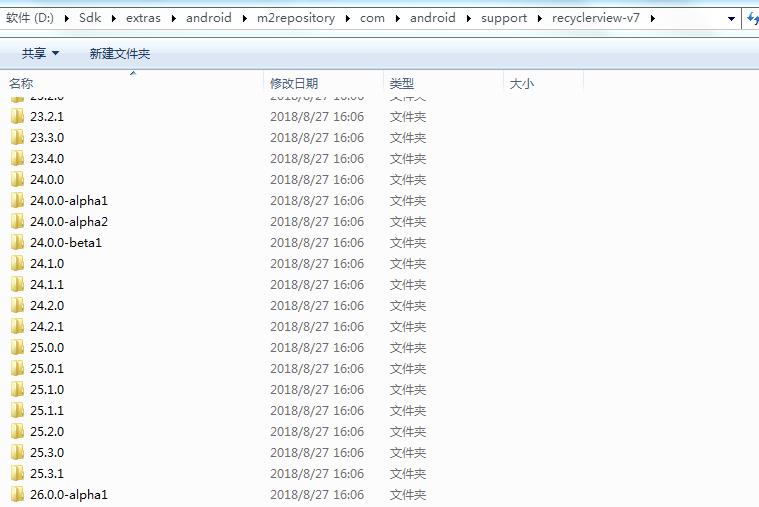 软件 (D:) ▸ Sdk ▸ extras ▸ android ▸ m2repository ▸ com ▸ android ▸ support ▸ recyclerview-v7 ▸
共享 新建文件夹
名称 修改日期 类型 大小
23.2.0 2018/8/27 16:06 文件夹
23.2.1 2018/8/27 16:06 文件夹
23.3.0 2018/8/27 16:06 文件夹
23.4.0 2018/8/27 16:06 文件夹
24.0.0 2018/8/27 16:06 文件夹
24.0.0-alpha1 2018/8/27 16:06 文件夹
24.0.0-alpha2 2018/8/27 16:06 文件夹
24.0.0-beta1 2018/8/27 16:06 文件夹
24.1.0 2018/8/27 16:06 文件夹
24.1.1 2018/8/27 16:06 文件夹
24.2.0 2018/8/27 16:06 文件夹
24.2.1 2018/8/27 16:06 文件夹
25.0.0 2018/8/27 16:06 文件夹
25.0.1 2018/8/27 16:06 文件夹
25.1.0 2018/8/27 16:06 文件夹
25.1.1 2018/8/27 16:06 文件夹
25.2.0 2018/8/27 16:06 文件夹
25.3.0 2018/8/27 16:06 文件夹
25.3.1 2018/8/27 16:06 文件夹
26.0.0-alpha1 2018/8/27 16:06 文件夹